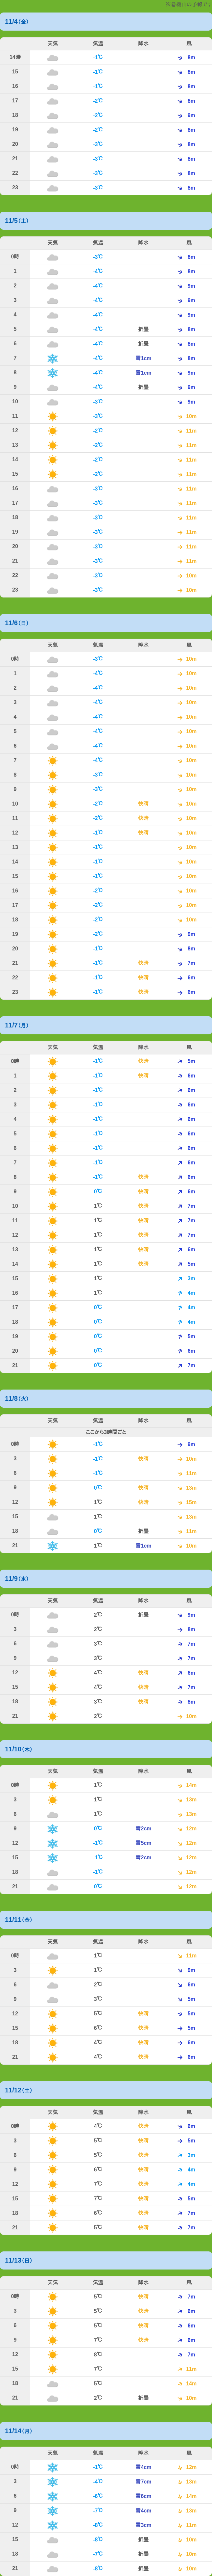 の予報です
11/4(金)
天気 気温 降水 風
14時 -1℃ 8m
15 -1℃ 8m
16 -1℃ 8m
17 -2℃ 8m
18 -2℃ 9m
19 -2℃ 8m
20 -3℃ 8m
21 -3℃ 8m
22 -3℃ 8m
23 -3℃ 8m
11/5(土)
天気 気温 降水 風
0時 -3℃ 8m
1 -4℃ 8m
2 -4℃ 9m
3 -4℃ 9m
4 -4℃ 9m
5 -4℃ 折曇 8m
6 -4℃ 折曇 8m
7 -4℃ 雪1cm 8m
8 -4℃ 雪1cm 9m
9 -4℃ 折曇 9m
10 -3℃ 9m
11 -3℃ 10m
12 -2℃ 11m
13 -2℃ 11m
14 -2℃ 11m
15 -2℃ 11m
16 -3℃ 11m
17 -3℃ 11m
18 -3℃ 11m
19 -3℃ 11m
20 -3℃ 11m
21 -3℃ 11m
22 -3℃ 10m
23 -3℃ 10m
11/6(日)
天気 気温 降水 風
0時 -3℃ 10m
1 -4℃ 10m
2 -4℃ 10m
3 -4℃ 10m
4 -4℃ 10m
5 -4℃ 10m
6 -4℃ 10m
7 -4℃ 10m
8 -3℃ 10m
9 -3℃ 10m
10 -2℃ 快晴 10m
11 -2℃ 快晴 10m
12 -1℃ 快晴 10m
13 -1℃ 10m
14 -1℃ 10m
15 -1℃ 10m
16 -2℃ 10m
17 -2℃ 10m
18 -2℃ 10m
19 -2℃ 9m
20 -1℃ 8m
21 -1℃ 快晴 7m
22 -1℃ 快晴 6m
23 -1℃ 快晴 6m
11/7(月)
天気 気温 降水 風
0時 -1℃ 快晴 5m
1 -1℃ 快晴 6m
2 -1℃ 6m
3 -1℃ 6m
4 -1℃ 6m
5 -1℃ 6m
6 -1℃ 6m
7 -1℃ 6m
8 -1℃ 快晴 6m
9 0℃ 快晴 6m
10 1℃ 快晴 7m
11 1℃ 快晴 7m
12 1℃ 快晴 7m
13 1℃ 快晴 6m
14 1℃ 快晴 5m
15 1℃ 3m
16 1℃ 4m
17 0℃ 4m
18 0℃ 4m
19 0℃ 5m
20 0℃ 6m
21 0℃ 7m
11/8(火)
天気 気温 降水 風
ここから3時間ごと
0時 -1℃ 9m
3 -1℃ 快晴 10m
6 -1℃ 11m
9 0℃ 快晴 13m
12 1℃ 快晴 15m
15 1℃ 13m
18 0℃ 折曇 11m
21 1℃ 雪1cm 10m
11/9(水)
天気 気温 降水 風
0時 2℃ 折曇 9m
3 2℃ 8m
6 3℃ 7m
9 3℃ 7m
12 4℃ 快晴 6m
15 4℃ 快晴 7m
18 3℃ 快晴 8m
21 2℃ 10m
11/10(木)
天気 気温 降水 風
0時 1℃ 14m
3 1℃ 13m
6 1℃ 13m
9 0℃ 雪2cm 12m
12 -1℃ 雪5cm 12m
15 -1℃ 雪2cm 12m
18 -1℃ 12m
21 0℃ 12m
11/11(金)
天気 気温 降水 風
0時 1℃ 11m
3 1℃ 9m
6 2℃ 6m
9 3℃ 5m
12 5℃ 快晴 5m
15 6℃ 快晴 5m
18 4℃ 快晴 6m
21 4℃ 快晴 6m
11/12(土)
天気 気温 降水 風
0時 4℃ 快晴 6m
3 5℃ 快晴 5m
6 5℃ 快晴 3m
9 6℃ 快晴 4m
12 7℃ 快晴 4m
15 7℃ 快晴 5m
18 6℃ 快晴 7m
21 5℃ 快晴 7m
11/13(日)
天気 気温 降水 風
0時 5℃ 快晴 7m
3 5℃ 快晴 6m
6 5℃ 快晴 6m
9 7℃ 快晴 6m
12 8℃ 7m
15 7℃ 11m
18 5℃ 14m
21 2℃ 折曇 10m
11/14(月)
天気 気温 降水 風
0時 -1℃ 雪4cm 12m
3 -4℃ 雪7cm 13m
6 -6℃ 雪6cm 14m
9 -7℃ 雪4cm 13m
12 -8℃ 雪3cm 11m
15 -8℃ 折曇 10m
18 -7℃ 折曇 10m
21 -8℃ 折曇 10m